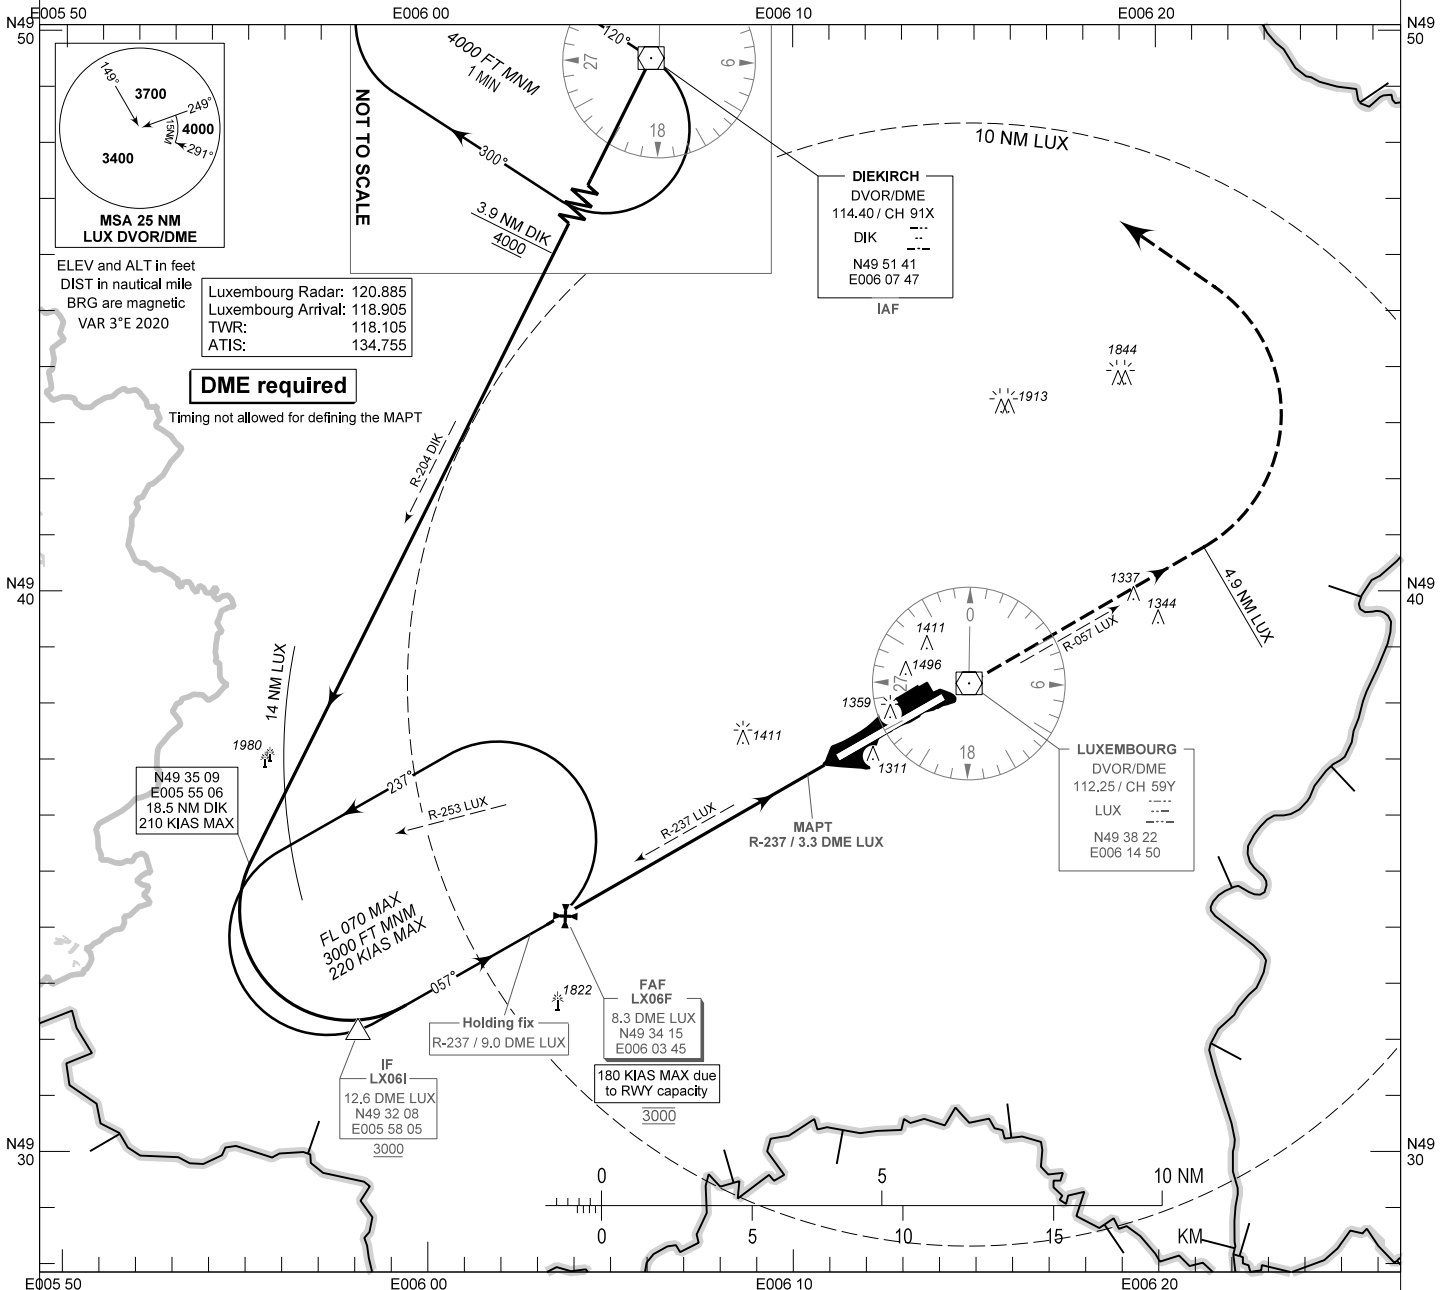 E005 50
E006 00
E006 10
E006 20
N49
50
N49
50
149°
3700
249°
15NM
4000
291°
3400
MSA 25 NM
LUX DVOR/DME
ELEV and ALT in feet
DIST in nautical mile
BRG are magnetic
VAR 3°E 2020
Luxembourg Radar: 120.885
Luxembourg Arrival: 118.905
TWR: 118.105
ATIS: 134.755
DME required
Timing not allowed for defining the MAPT
NOT TO SCALE
4000 FT MNM
1 MIN
120°
27
9
18
300°
3.9 NM DIK
4000
10 NM LUX
DIEKIRCH
DVOR/DME
114.40 / CH 91X
DIK
N49 51 41
E006 07 47
IAF
1844
1913
R-204 DIK
N49
40
N49
40
1337
1344
4.9 NM LUX
R-057 LUX
0
27
9
18
1411
1496
1359
1411
1311
14 NM LUX
1980
N49 35 09
E005 55 06
18.5 NM DIK
210 KIAS MAX
237°
R-253 LUX
R-237 LUX
MAPT
R-237 / 3.3 DME LUX
LUXEMBOURG
DVOR/DME
112.25 / CH 59Y
LUX
N49 38 22
E006 14 50
FL 070 MAX
3000 FT MNM
220 KIAS MAX
057°
1822
Holding fix
R-237 / 9.0 DME LUX
FAF
LX06F
8.3 DME LUX
N49 34 15
E006 03 45
180 KIAS MAX due
to RWY capacity
3000
IF
LX06I
12.6 DME LUX
N49 32 08
E005 58 05
3000
N49
30
N49
30
0
5
10 NM
0
5
10
15
KM
E005 50
E006 00
E006 10
E006 20